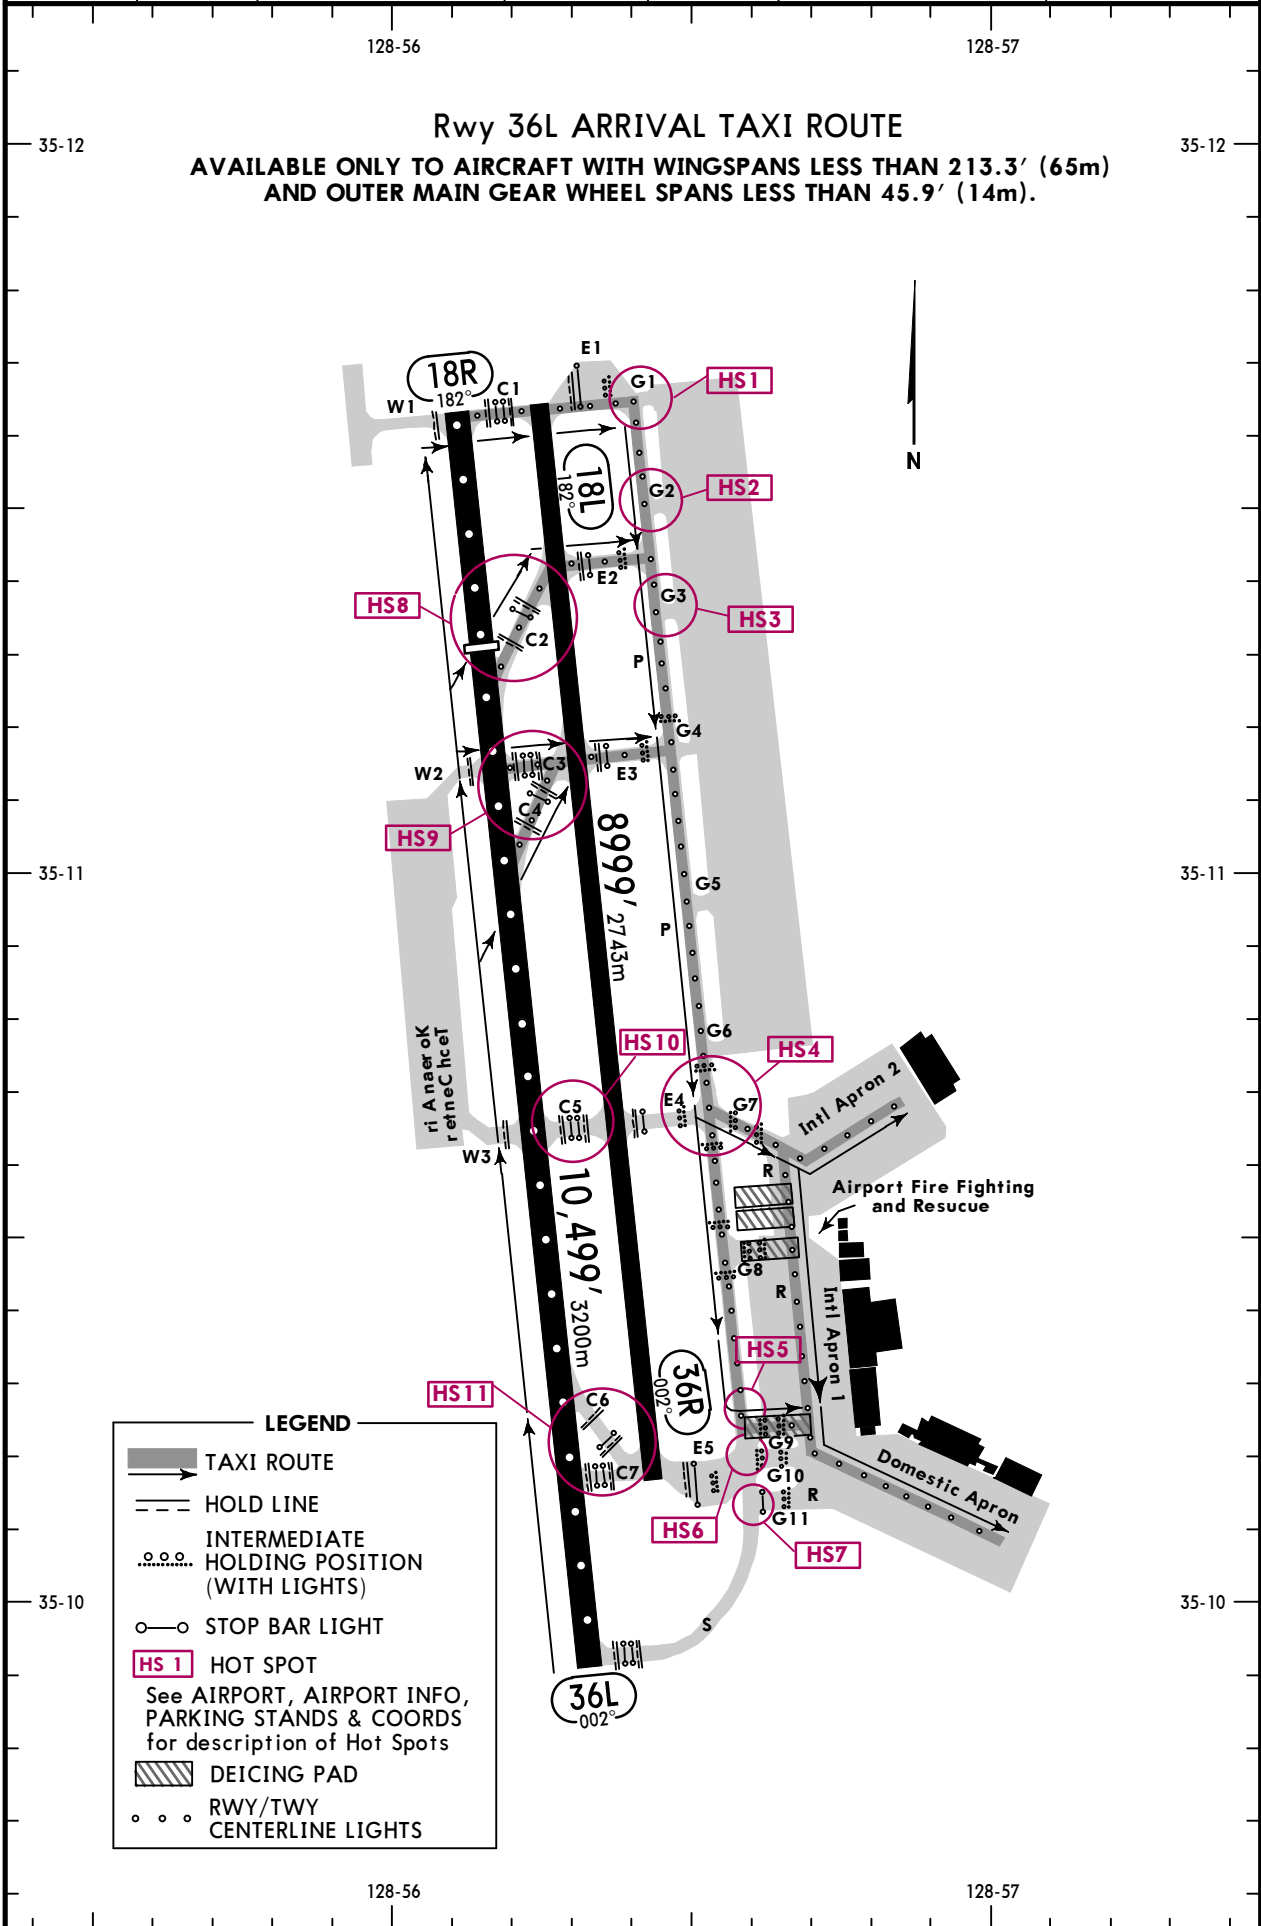 128-56
128-57
Rwy 36L ARRIVAL TAXI ROUTE
35-12
35-12
AVAILABLE ONLY TO AIRCRAFT WITH WINGSPANS LESS THAN 213.3' (65m)
AND OUTER MAIN GEAR WHEEL SPANS LESS THAN 45.9' (14m).
N
E1
18R
182°
C1
G1
HS1
W1
18L
182°
G2
HS2
E2
G3
HS3
HS8
C2
P
G4
W2
C3
E3
C4
HS9
8999'
2743m
35-11
35-11
G5
P
ri Anaer oK
r etneC hceT
G6
HS10
HS4
E4
G7
C5
Intl Apron 2
W3
R
10,499'
3200m
Airport Fire Fighting
and Resucue
G8
R
Intl Apron 1
HS5
36R
002°
HS11
C6
E5
G9
C7
G10
Domestic Apron
R
G11
HS6
HS7
S
36L
002°
35-10
35-10
LEGEND
TAXI ROUTE
HOLD LINE
INTERMEDIATE
HOLDING POSITION
(WITH LIGHTS)
STOP BAR LIGHT
HS 1 HOT SPOT
See AIRPORT, AIRPORT INFO,
PARKING STANDS & COORDS
for description of Hot Spots
DEICING PAD
RWY/TWY
CENTERLINE LIGHTS
128-56
128-57